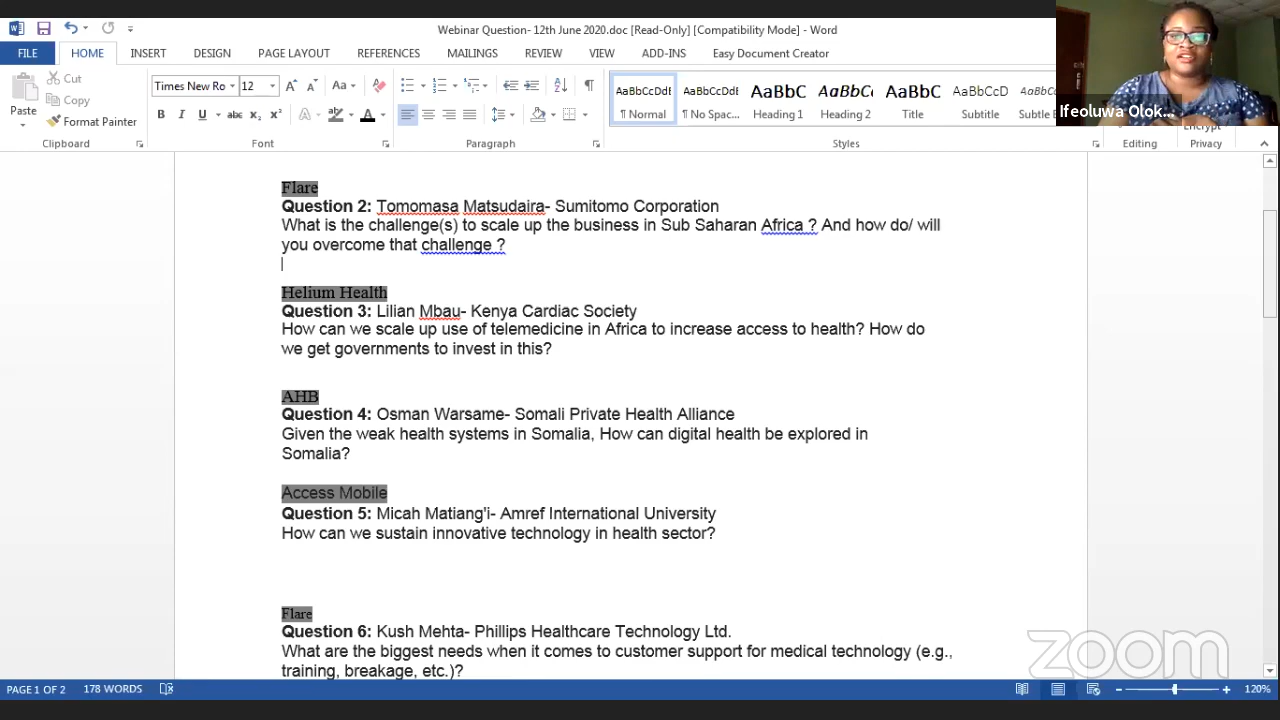 Webinar Question- 12th June 2020.doc [Read-Only] [Compatibility Mode] - Word
FILE HOME INSERT DESIGN PAGE LAYOUT REFERENCES MAILINGS REVIEW VIEW ADD-INS Easy Document Creator
Paste
Cut
Copy
Format Painter
Clipboard
Times New Ro 12
Font
Paragraph
AaBbCcDdE AaBbCcDdE AaBbC AaBbCc AaBbC AaBbCcD AaBbCcD
¶ Normal ¶ No Spac... Heading 1 Heading 2 Title Subtitle Subtle E
Styles
Editing
Encrypt
Privacy
Ifeoluwa Olok...
Flare
Question 2: Tomomasa Matsudaira- Sumitomo Corporation
What is the challenge(s) to scale up the business in Sub Saharan Africa ? And how do/ will
you overcome that challenge ?
Helium Health
Question 3: Lilian Mbau- Kenya Cardiac Society
How can we scale up use of telemedicine in Africa to increase access to health? How do
we get governments to invest in this?
AHB
Question 4: Osman Warsame- Somali Private Health Alliance
Given the weak health systems in Somalia, How can digital health be explored in
Somalia?
Access Mobile
Question 5: Micah Matiang'i- Amref International University
How can we sustain innovative technology in health sector?
Flare
Question 6: Kush Mehta- Phillips Healthcare Technology Ltd.
What are the biggest needs when it comes to customer support for medical technology (e.g.,
training, breakage, etc.)?
zoom
PAGE 1 OF 2 178 WORDS 120%